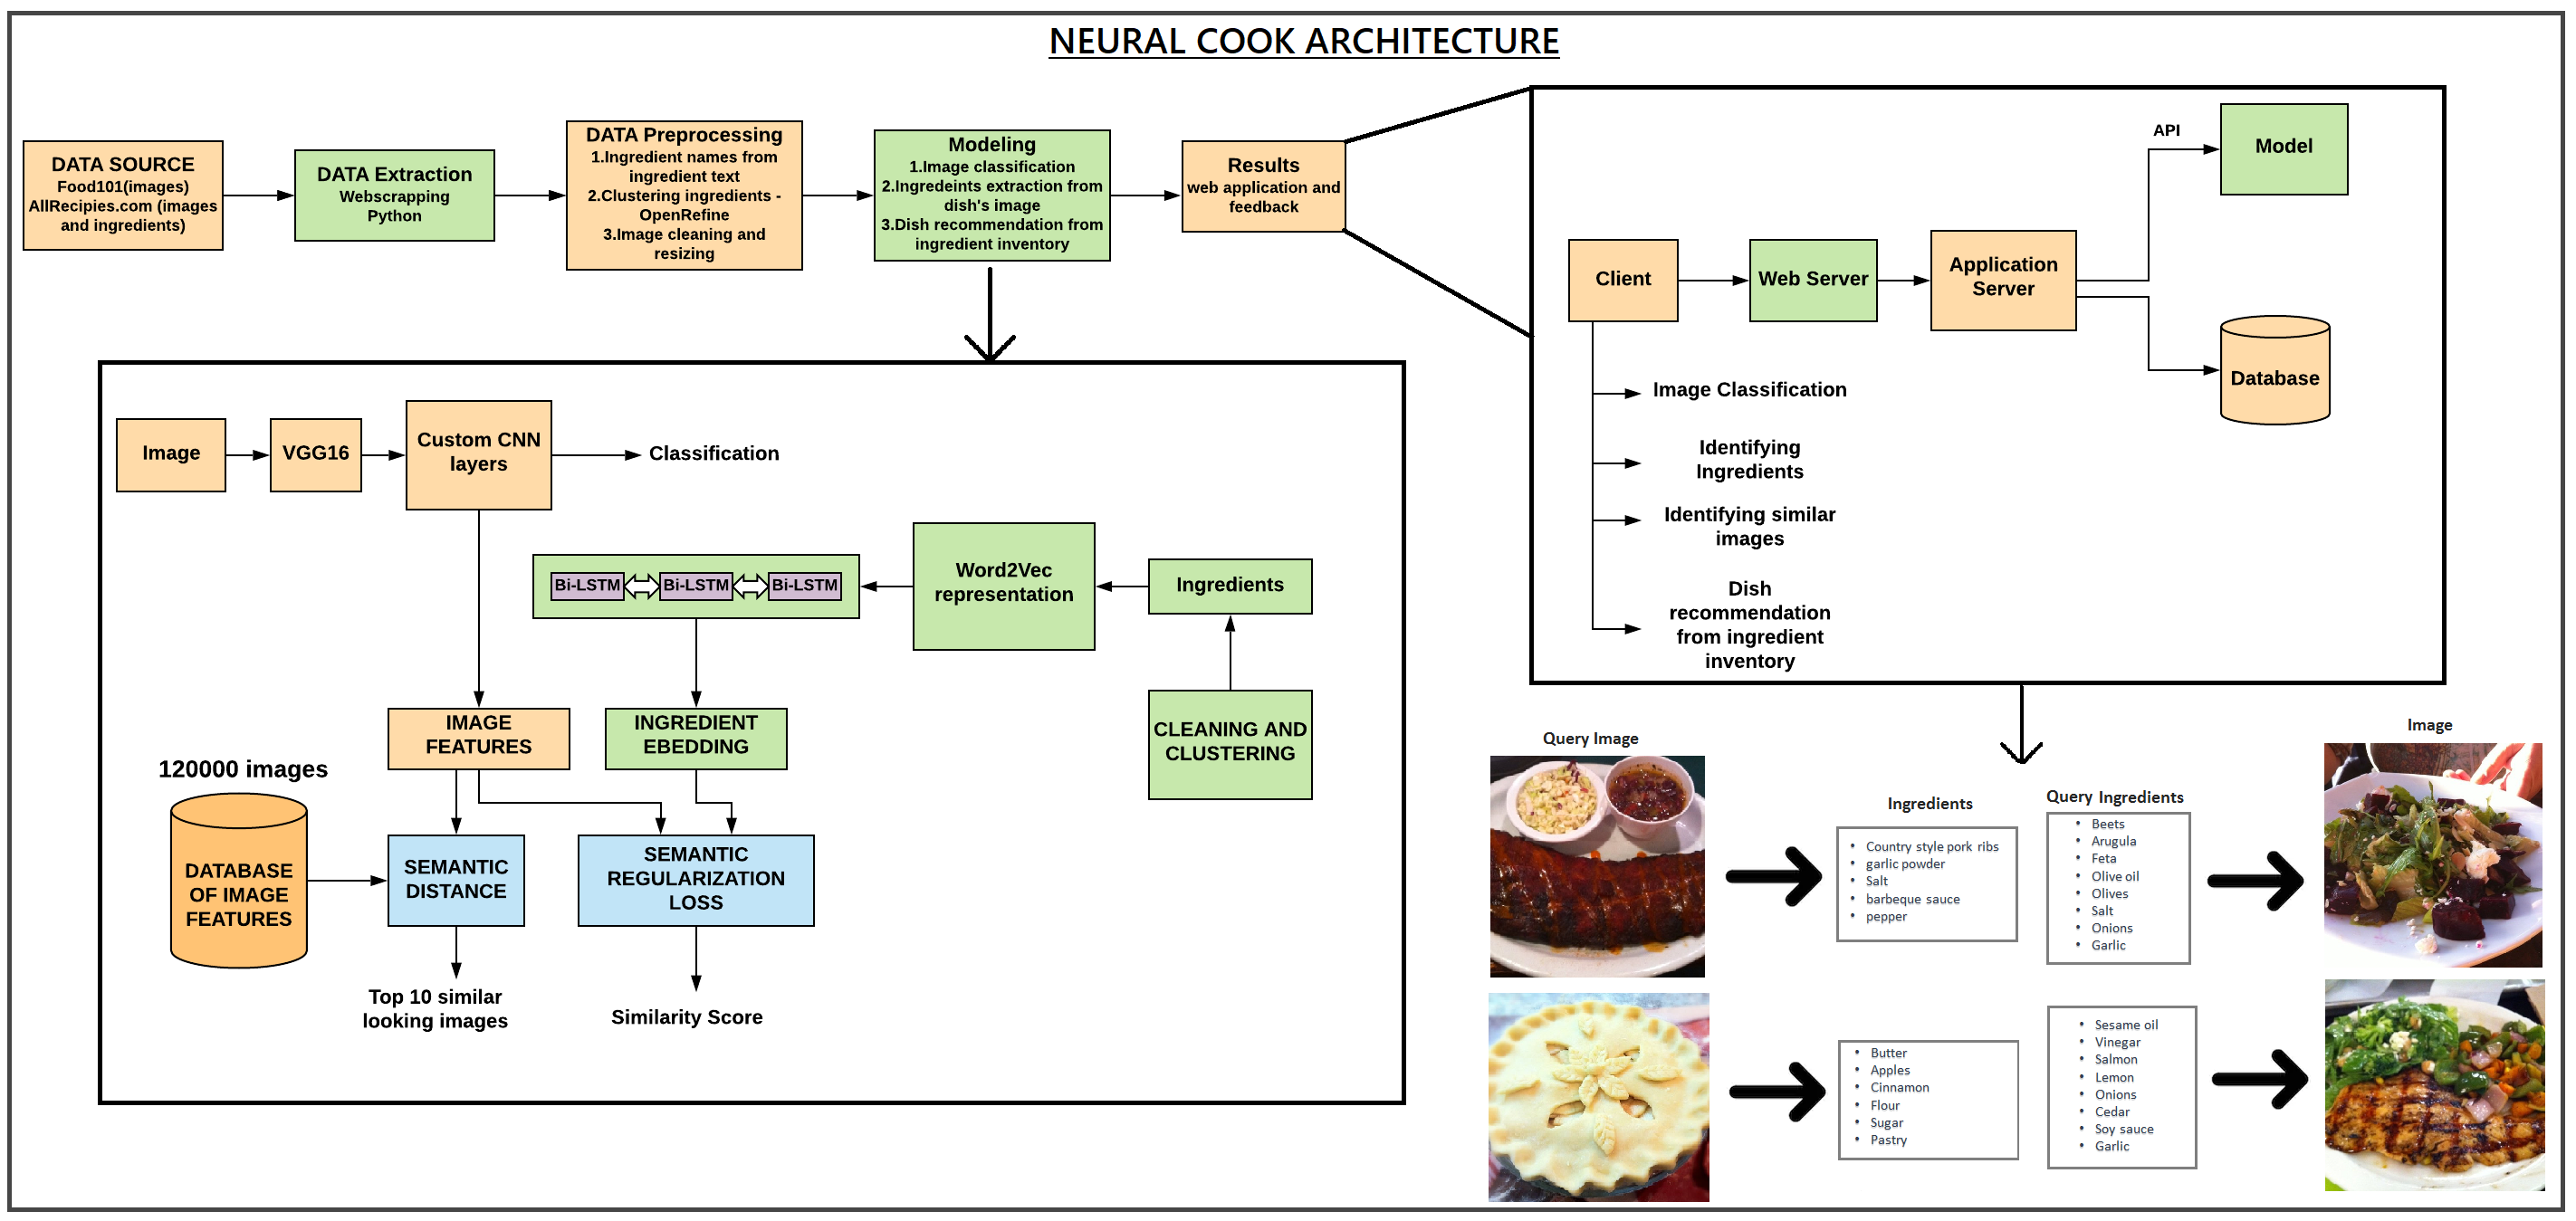 NEURAL COOK ARCHITECTURE
DATA SOURCE
Food101(images)
AllRecipies.com (images
and ingredients)
DATA Extraction
Webscrapping
Python
DATA Preprocessing
1.Ingredient names from
ingredient text
2.Clustering ingredients -
OpenRefine
3.Image cleaning and
resizing
Modeling
1.Image classification
2.Ingredeints extraction from
dish's image
3.Dish recommendation from
ingredient inventory
Results
web application and
feedback
Client
Web Server
Application
Server
API
Model
Database
Image Classification
Identifying
Ingredients
Identifying similar
images
Dish
recommendation
from ingredient
inventory
Image
VGG16
Custom CNN
layers
Classification
Bi-LSTM
Bi-LSTM
Bi-LSTM
Word2Vec
representation
Ingredients
CLEANING AND
CLUSTERING
IMAGE
FEATURES
INGREDIENT
EBEDDING
120000 images
DATABASE
OF IMAGE
FEATURES
SEMANTIC
DISTANCE
SEMANTIC
REGULARIZATION
LOSS
Top 10 similar
looking images
Similarity Score
Query Image
Ingredients
• Country style pork ribs
• garlic powder
• Salt
• barbeque sauce
• pepper
• Butter
• Apples
• Cinnamon
• Flour
• Sugar
• Pastry
Query Ingredients
• Beets
• Arugula
• Feta
• Olive oil
• Olives
• Salt
• Onions
• Garlic
• Sesame oil
• Vinegar
• Salmon
• Lemon
• Onions
• Cedar
• Soy sauce
• Garlic
Image